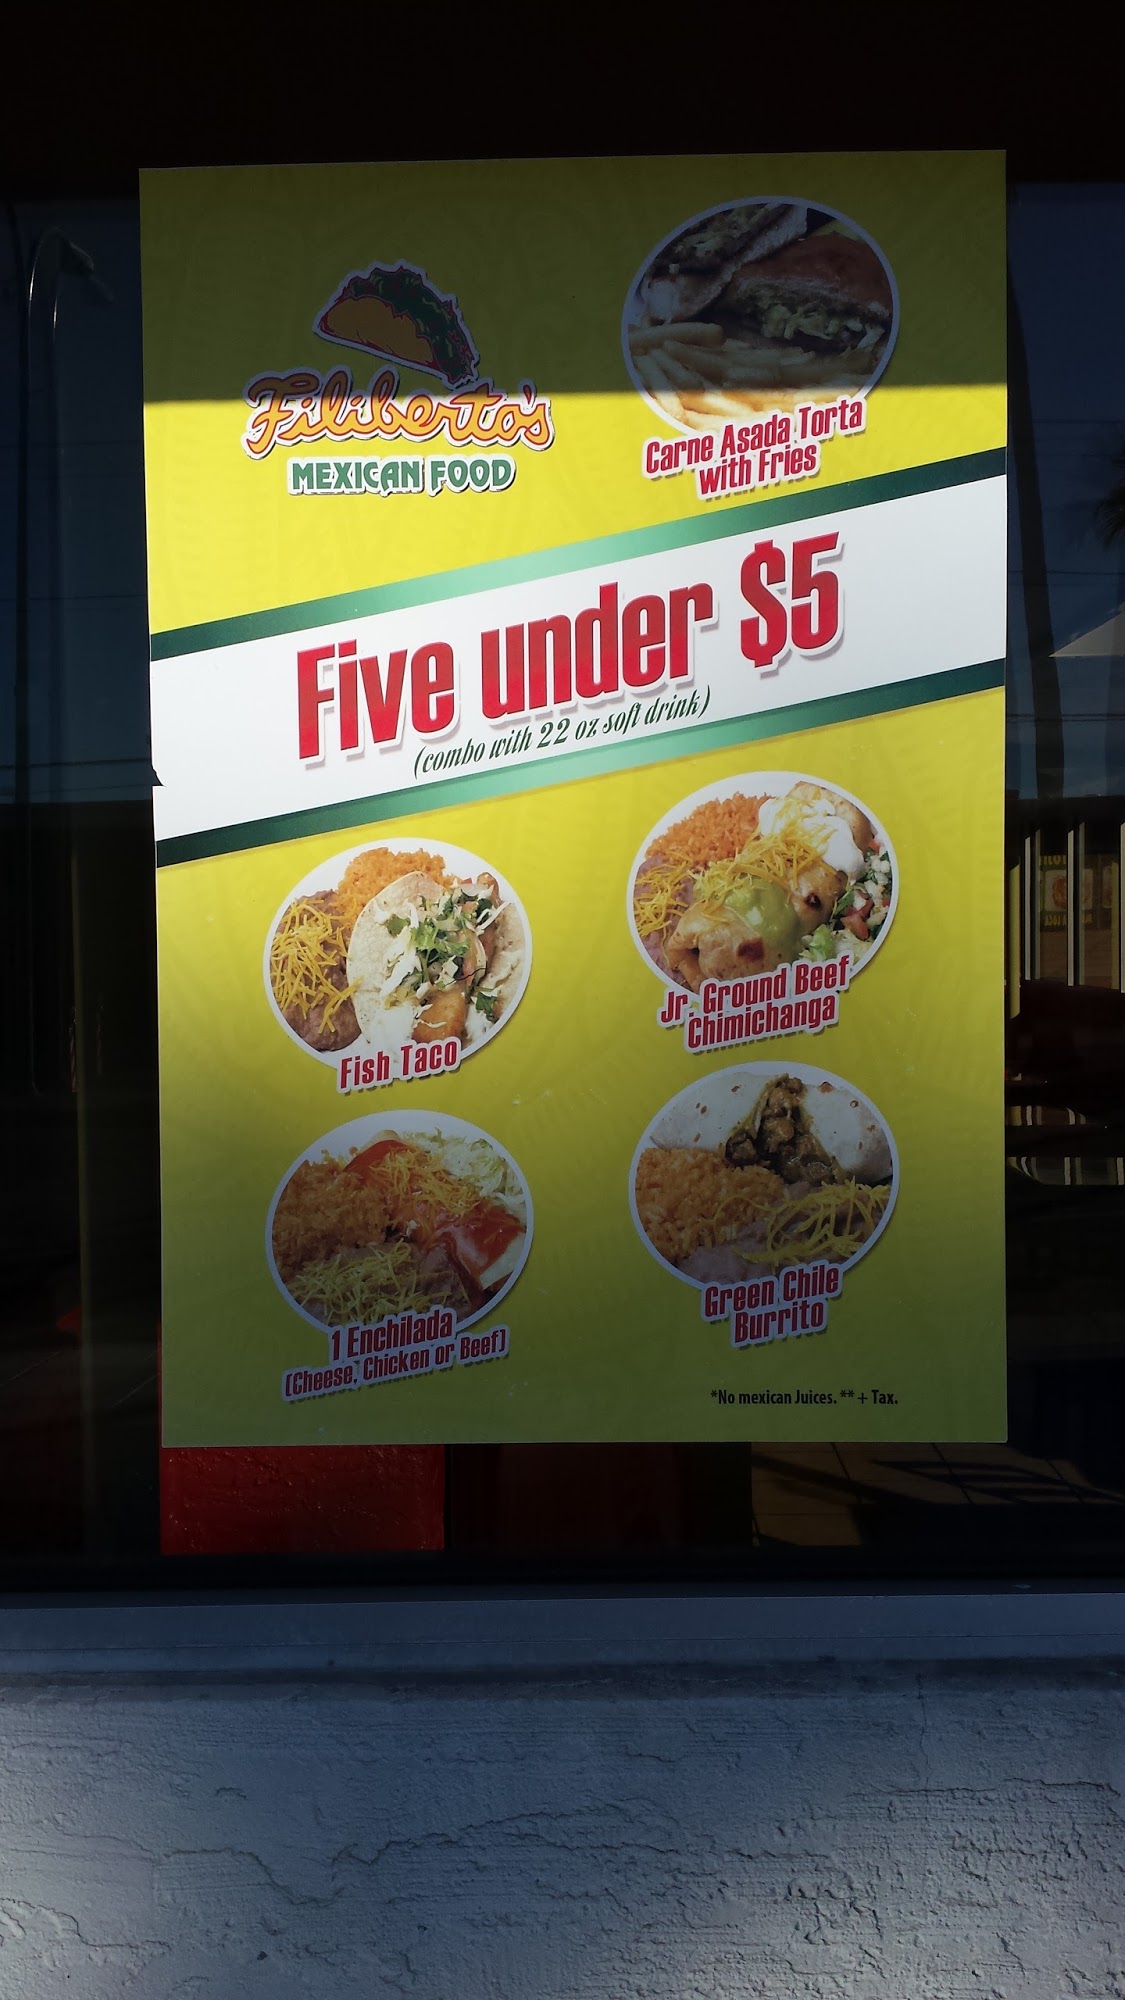 Filiberto's
MEXICAN FOOD
Carne Asada Torta
with Fries
Five under $5
(combo with 22 oz soft drink)
Fish Taco
Jr. Ground Beef
Chimichanga
1 Enchilada
(Cheese, Chicken or Beef)
Green Chile
Burrito
*No mexican Juices. ** + Tax.